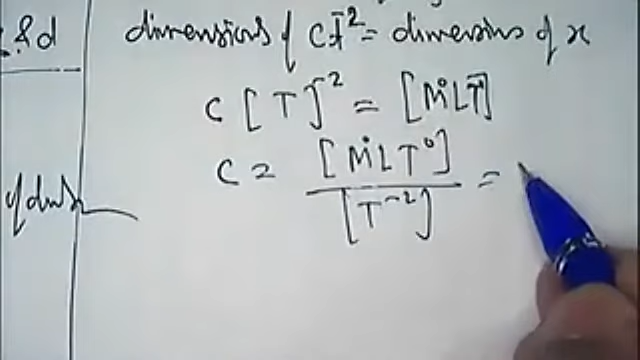 & d
dimensions of Ct⁻² = dimensions of x
C [T]⁻² = [M⁰LT⁰]
C = [M⁰LT⁰] / [T⁻²] =